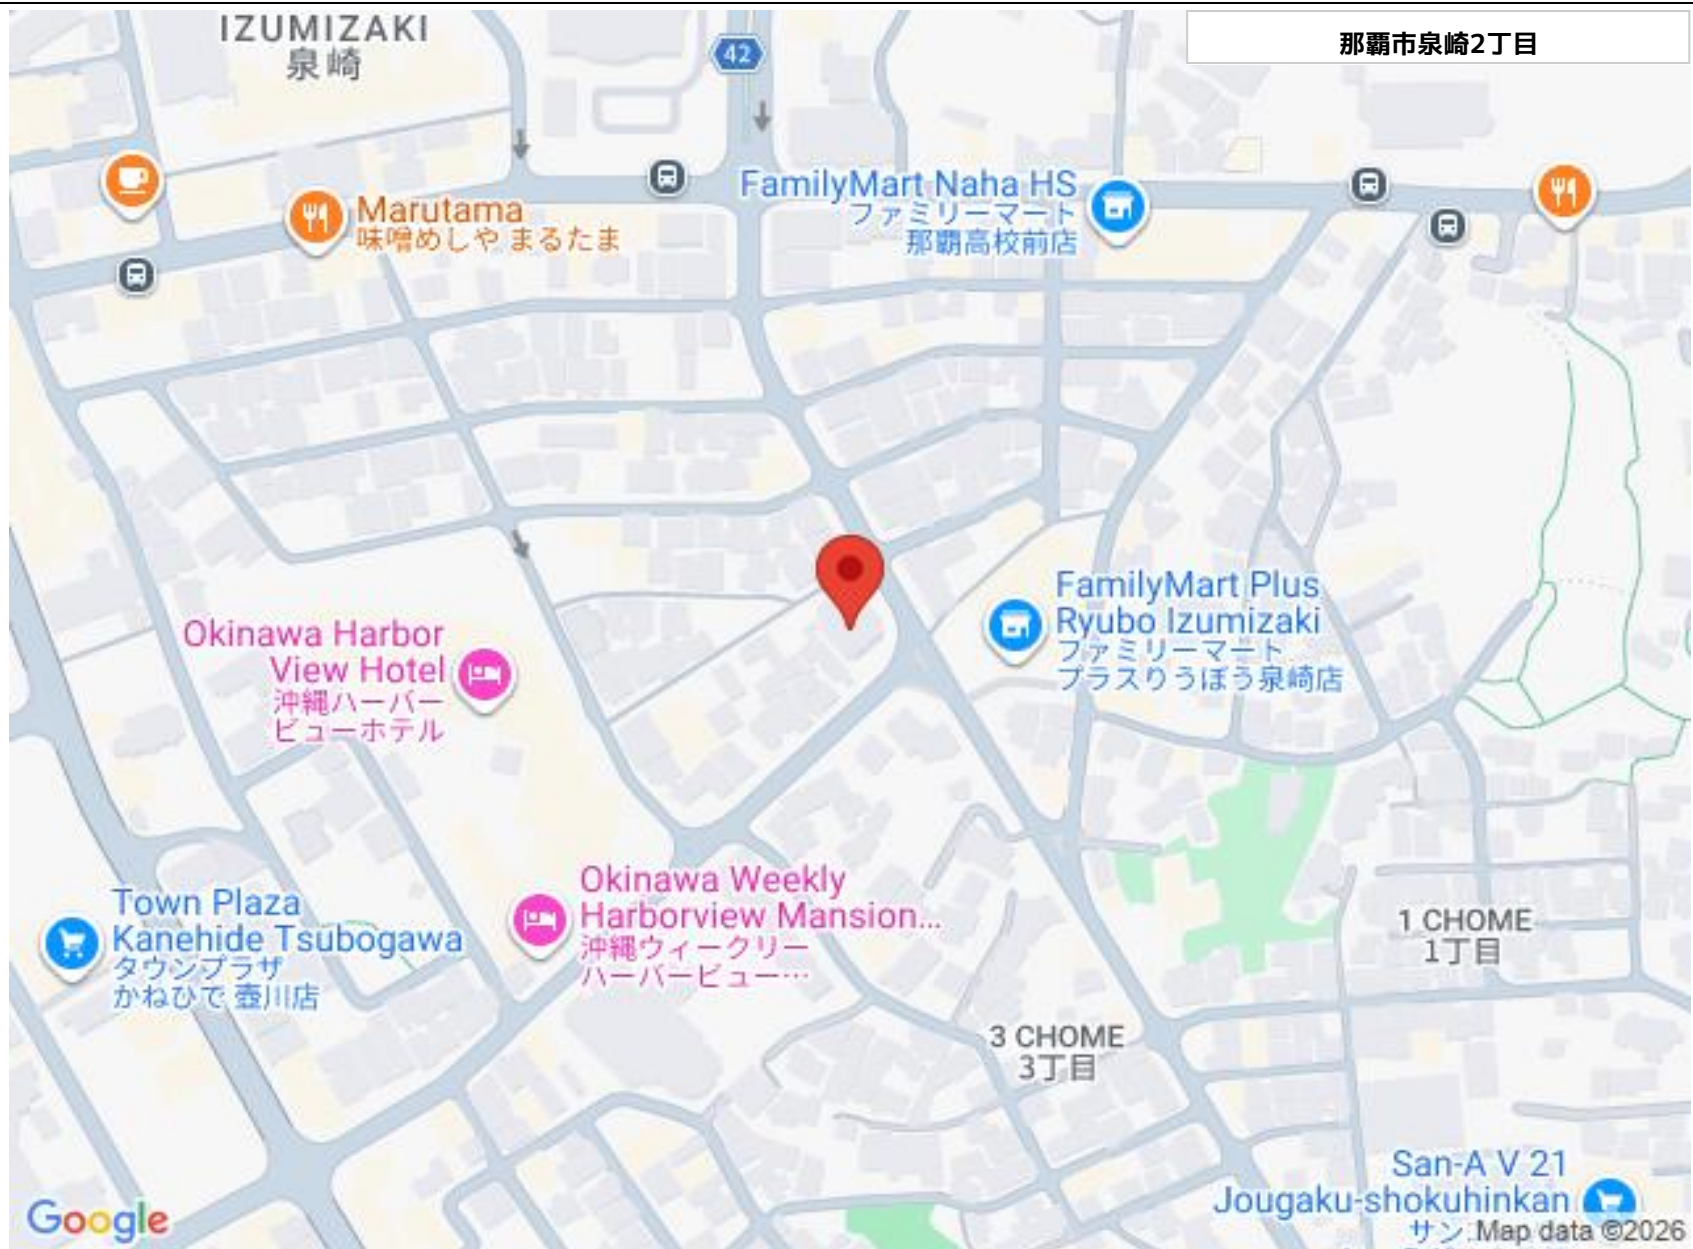 IZUMIZAKI
泉崎
42
那覇市泉崎2丁目
FamilyMart Naha HS
ファミリーマート
那覇高校前店
Marutama
味噌めしや まるたま
FamilyMart Plus
Ryubo Izumizaki
ファミリーマート
プラスりうぼう泉崎店
Okinawa Harbor
View Hotel
沖縄ハーバー
ビューホテル
Okinawa Weekly
Harborview Mansion...
沖縄ウィークリー
ハーバービュー…
Town Plaza
Kanehide Tsubogawa
タウンプラザ
かねひで 壺川店
1 CHOME
1丁目
3 CHOME
3丁目
San-A V 21
Jougaku-shokuhinkan
サン
Google
Map data ©2026